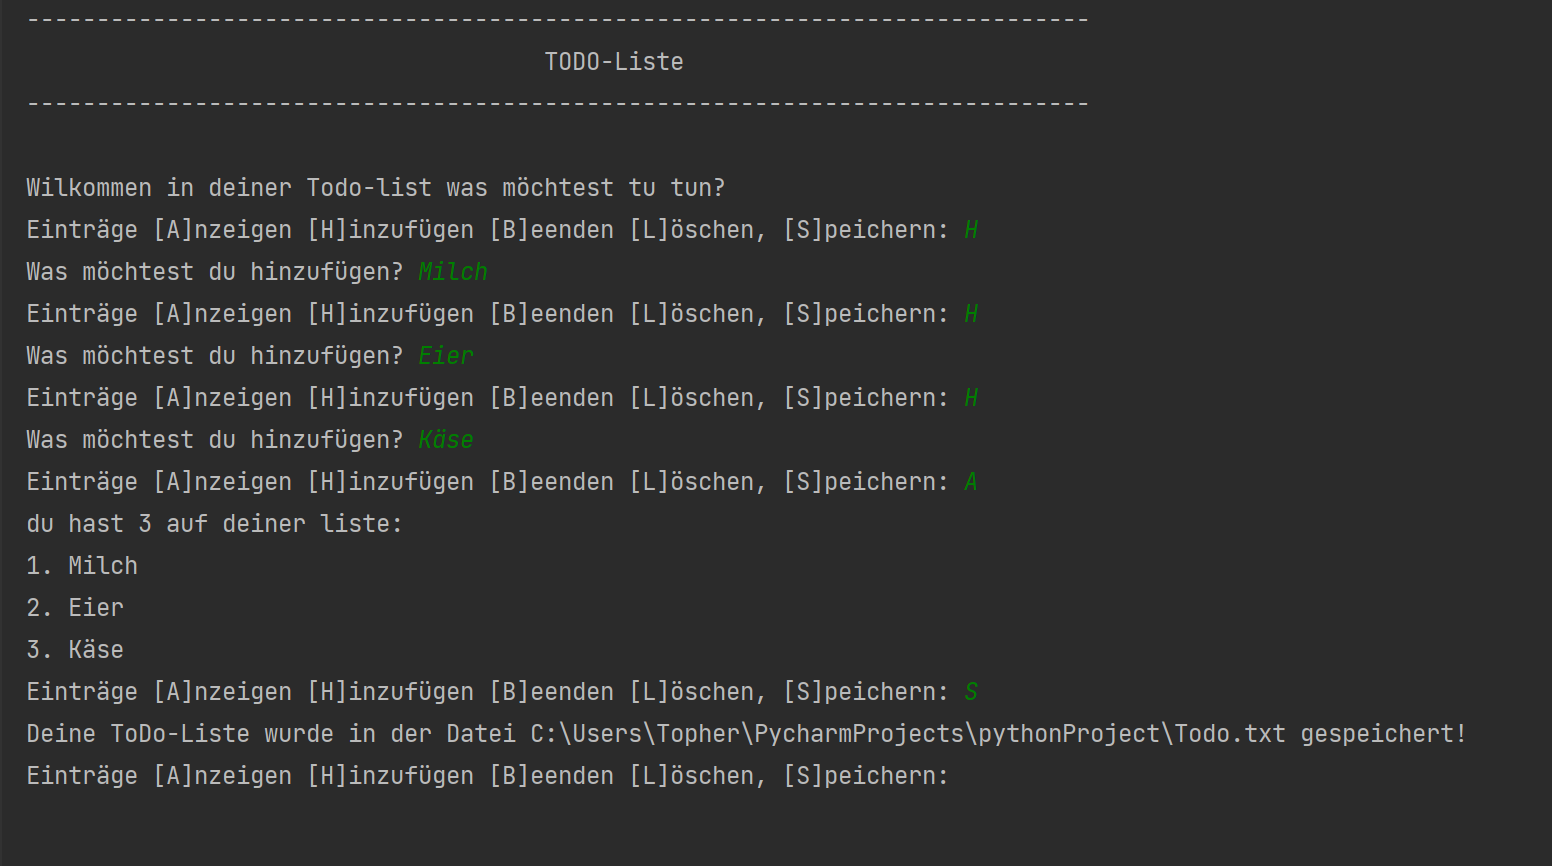 ----------------------------------------------------------------------------
TODO-Liste
----------------------------------------------------------------------------
Wilkommen in deiner Todo-list was möchtest tu tun?
Einträge [A]nzeigen [H]inzufügen [B]eenden [L]öschen, [S]peichern: H
Was möchtest du hinzufügen? Milch
Einträge [A]nzeigen [H]inzufügen [B]eenden [L]öschen, [S]peichern: H
Was möchtest du hinzufügen? Eier
Einträge [A]nzeigen [H]inzufügen [B]eenden [L]öschen, [S]peichern: H
Was möchtest du hinzufügen? Käse
Einträge [A]nzeigen [H]inzufügen [B]eenden [L]öschen, [S]peichern: A
du hast 3 auf deiner liste:
1. Milch
2. Eier
3. Käse
Einträge [A]nzeigen [H]inzufügen [B]eenden [L]öschen, [S]peichern: S
Deine ToDo-Liste wurde in der Datei C:\Users\Topher\PycharmProjects\pythonProject\Todo.txt gespeichert!
Einträge [A]nzeigen [H]inzufügen [B]eenden [L]öschen, [S]peichern: